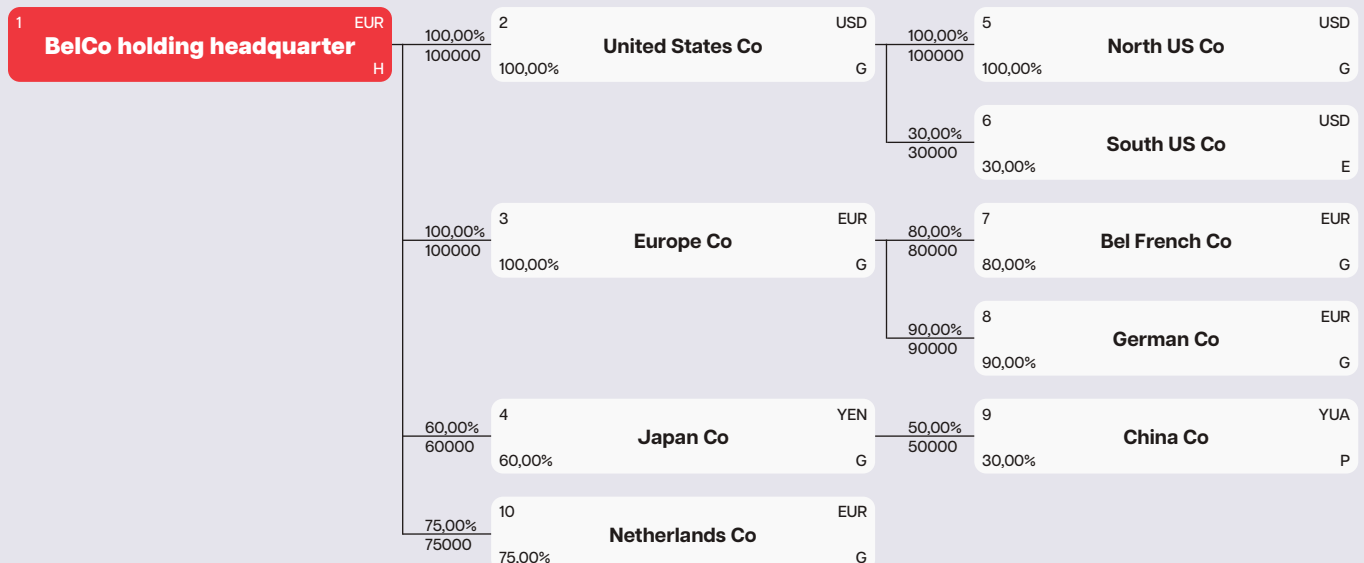 1 EUR
BelCo holding headquarter
H
100,00%
100000
2 USD
United States Co
100,00% G
100,00%
100000
5 USD
North US Co
100,00% G
30,00%
30000
6 USD
South US Co
30,00% E
100,00%
100000
3 EUR
Europe Co
100,00% G
80,00%
80000
7 EUR
Bel French Co
80,00% G
90,00%
90000
8 EUR
German Co
90,00% G
60,00%
60000
4 YEN
Japan Co
60,00% G
50,00%
50000
9 YUA
China Co
30,00% P
75,00%
75000
10 EUR
Netherlands Co
75,00% G